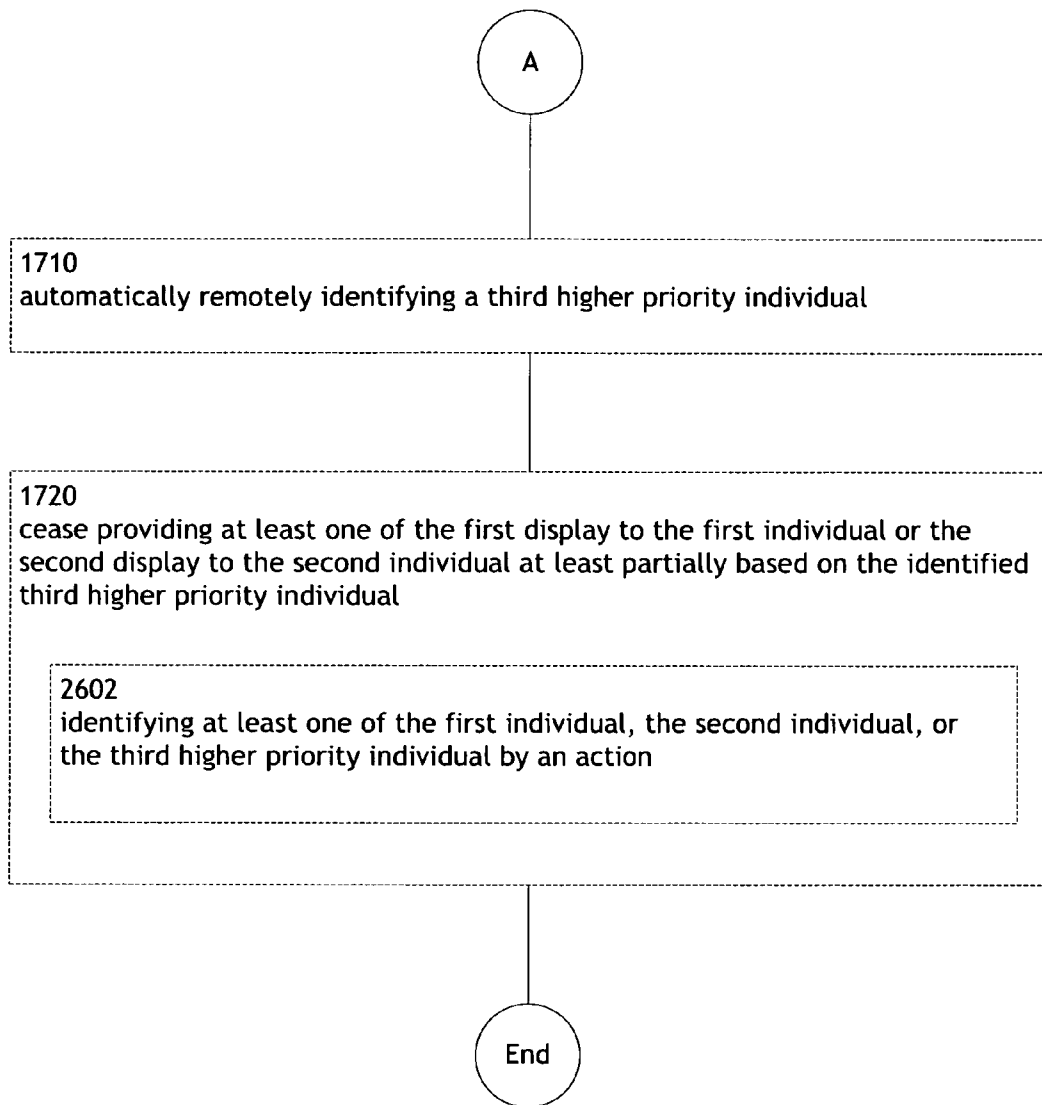 A
1710
automatically remotely identifying a third higher priority individual
1720
cease providing at least one of the first display to the first individual or the
second display to the second individual at least partially based on the identified
third higher priority individual
2602
identifying at least one of the first individual, the second individual, or
the third higher priority individual by an action
End